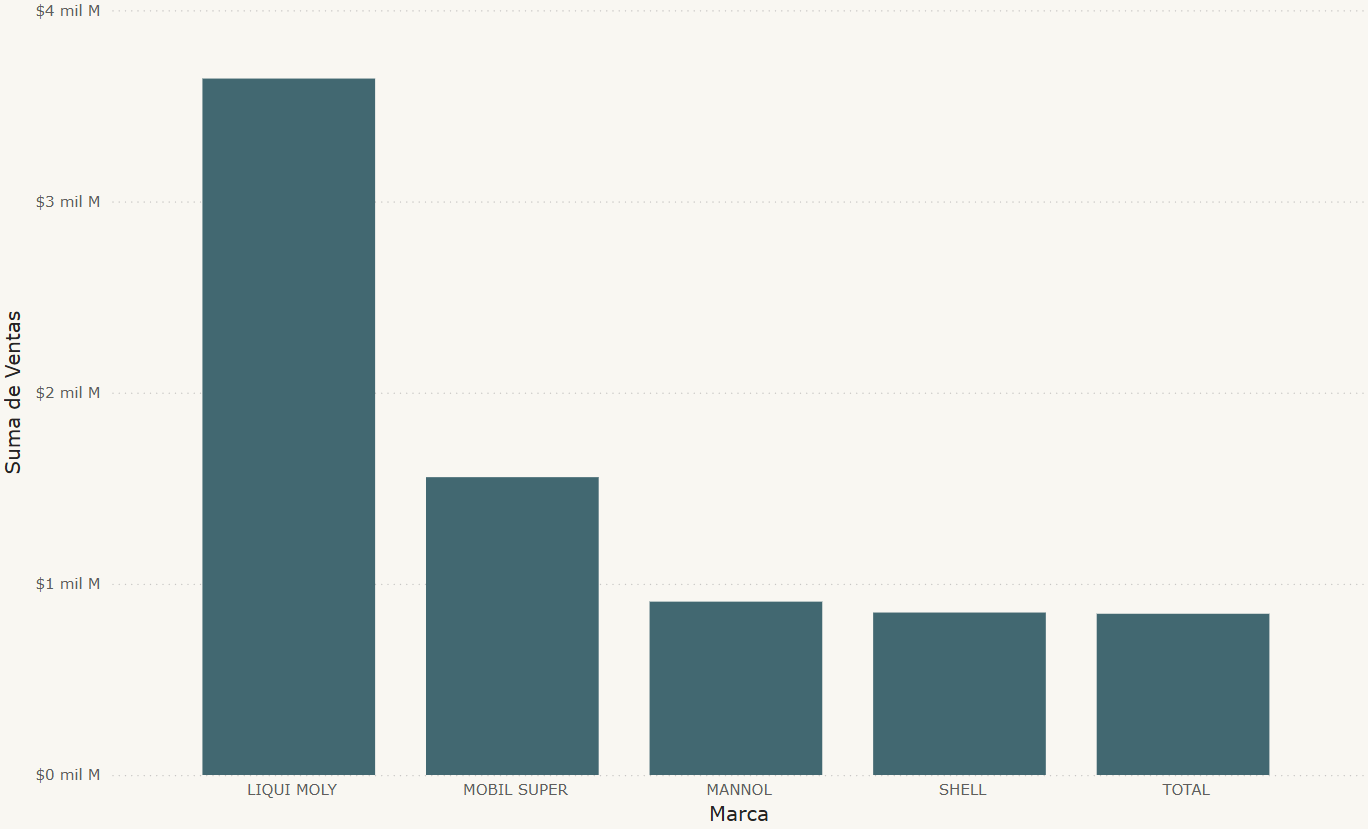 $4 mil M
$3 mil M
$2 mil M
$1 mil M
$0 mil M
Suma de Ventas
LIQUI MOLY
MOBIL SUPER
MANNOL
SHELL
TOTAL
Marca